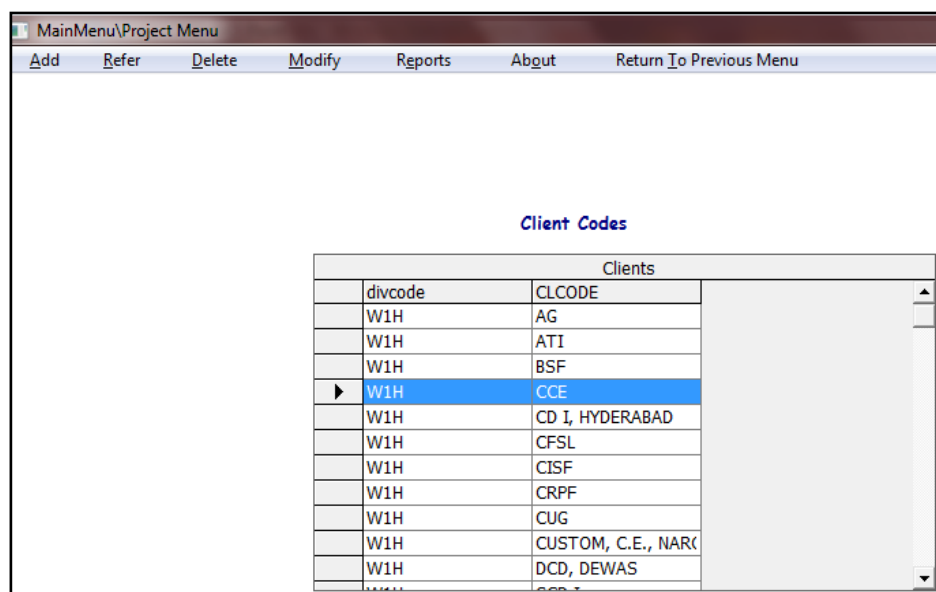 MainMenu\Project Menu
Add Refer Delete Modify Reports About Return To Previous Menu
Client Codes
Clients
divcode CLCODE
W1H AG
W1H ATI
W1H BSF
W1H CCE
W1H CD I, HYDERABAD
W1H CFSL
W1H CISF
W1H CRPF
W1H CUG
W1H CUSTOM, C.E., NAR
W1H DCD, DEWAS